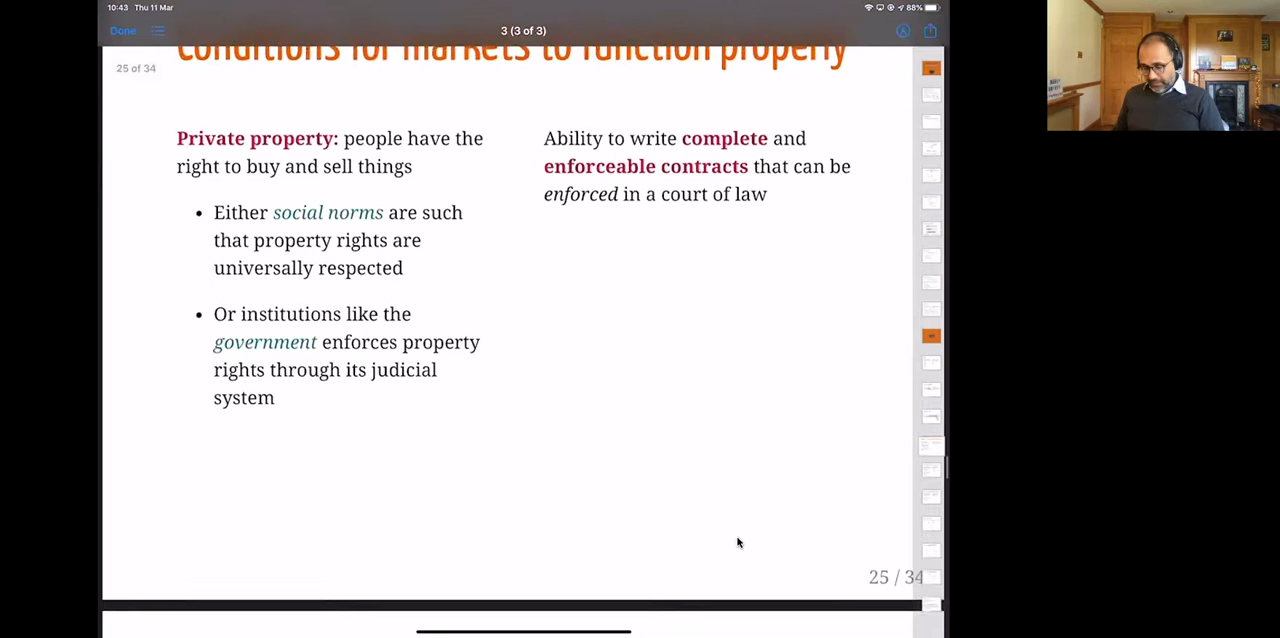 10:43 Thu 11 Mar
88%
Done
3 (3 of 3)
25 of 34
conditions for markets to function property
Private property: people have the
right to buy and sell things
• Either social norms are such
that property rights are
universally respected
• Or institutions like the
government enforces property
rights through its judicial
system
Ability to write complete and
enforceable contracts that can be
enforced in a court of law
25 / 34